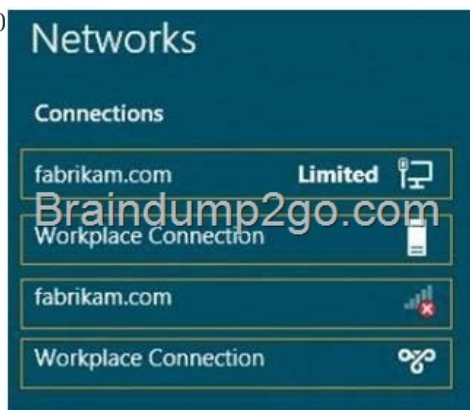 Networks
Connections
fabrikam.com Limited
Braindump2go.com
Workplace Connection
fabrikam.com
Workplace Connection